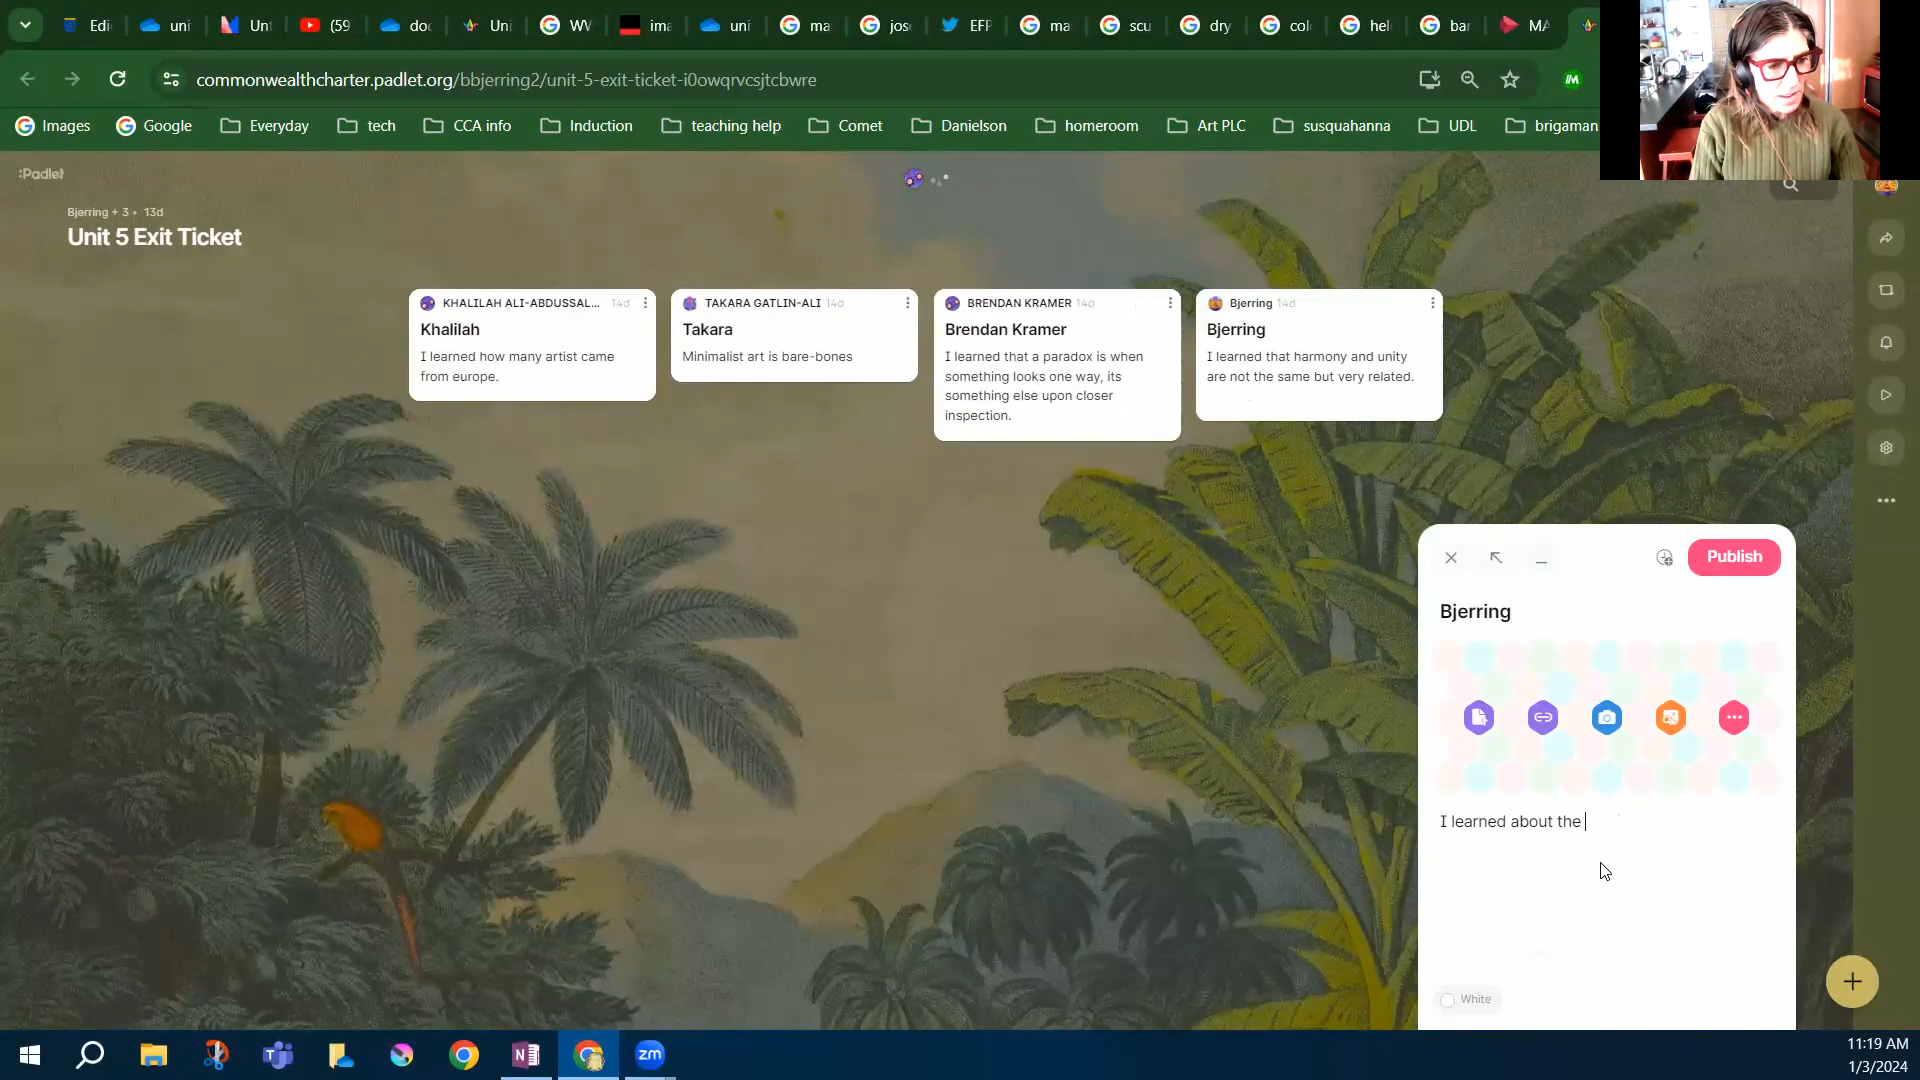 Edi
uni
Unt
(59
doc
Uni
WV
ima
uni
ma
jos
EFP
ma
scu
dry
col
hel
bar
MA
commonwealthcharter.padlet.org/bbjerring2/unit-5-exit-ticket-i0owqrvcsjtcbwre
Images
Google
Everyday
tech
CCA info
Induction
teaching help
Comet
Danielson
homeroom
Art PLC
susquahanna
UDL
brigaman
:Padlet
Bjerring + 3 • 13d
Unit 5 Exit Ticket
KHALILAH ALI-ABDUSSAL... 14d
Khalilah
I learned how many artist came
from europe.
TAKARA GATLIN-ALI 14d
Takara
Minimalist art is bare-bones
BRENDAN KRAMER 14d
Brendan Kramer
I learned that a paradox is when
something looks one way, its
something else upon closer
inspection.
Bjerring 14d
Bjerring
I learned that harmony and unity
are not the same but very related.
Publish
Bjerring
I learned about the
White
zm
11:19 AM
1/3/2024